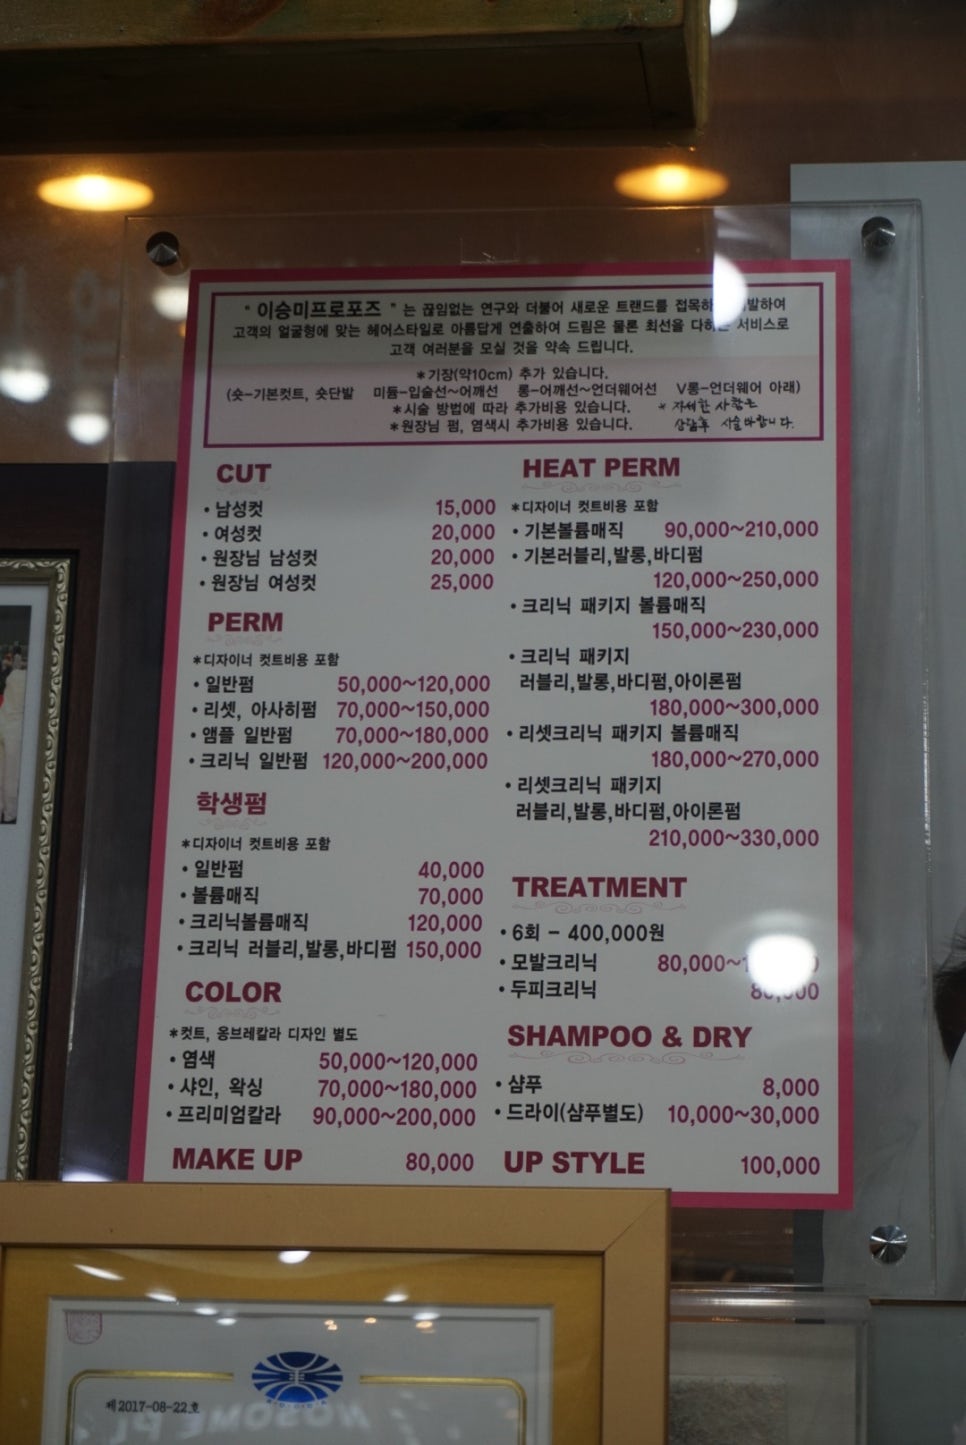 " 이승미프로포즈 " 는 끊임없는 연구와 더불어 새로운 트랜드를 접목하 발하여
고객의 얼굴형에 맞는 헤어스타일로 아름답게 연출하여 드림은 물론 최선을 다하는 서비스로
고객 여러분을 모실 것을 약속 드립니다.
*기장(약10cm) 추가 있습니다.
(숏-기본컷트, 숏단발 미듐-입술선~어깨선 롱-어깨선~언더웨어선 V롱-언더웨어 아래)
*시술 방법에 따라 추가비용 있습니다. * 자세한 사항은
*원장님 펌, 염색시 추가비용 있습니다. 상담후 시술바랍니다.
CUT
• 남성컷 15,000
• 여성컷 20,000
• 원장님 남성컷 20,000
• 원장님 여성컷 25,000
PERM
*디자이너 컷트비용 포함
• 일반펌 50,000~120,000
• 리셋, 아사히펌 70,000~150,000
• 앰플 일반펌 70,000~180,000
• 크리닉 일반펌 120,000~200,000
학생펌
*디자이너 컷트비용 포함
• 일반펌 40,000
• 볼륨매직 70,000
• 크리닉볼륨매직 120,000
• 크리닉 러블리,발롱,바디펌 150,000
COLOR
*컷트, 옹브레칼라 디자인 별도
• 염색 50,000~120,000
• 샤인, 왁싱 70,000~180,000
• 프리미엄칼라 90,000~200,000
MAKE UP 80,000
HEAT PERM
*디자이너 컷트비용 포함
• 기본볼륨매직 90,000~210,000
• 기본러블리,발롱,바디펌
120,000~250,000
• 크리닉 패키지 볼륨매직
150,000~230,000
• 크리닉 패키지
러블리,발롱,바디펌,아이론펌
180,000~300,000
• 리셋크리닉 패키지 볼륨매직
180,000~270,000
• 리셋크리닉 패키지
러블리,발롱,바디펌,아이론펌
210,000~330,000
TREATMENT
• 6회 - 400,000원
• 모발크리닉 80,000~
• 두피크리닉 80,000
SHAMPOO & DRY
• 샴푸 8,000
• 드라이(샴푸별도) 10,000~30,000
UP STYLE 100,000
제2017-08-22호